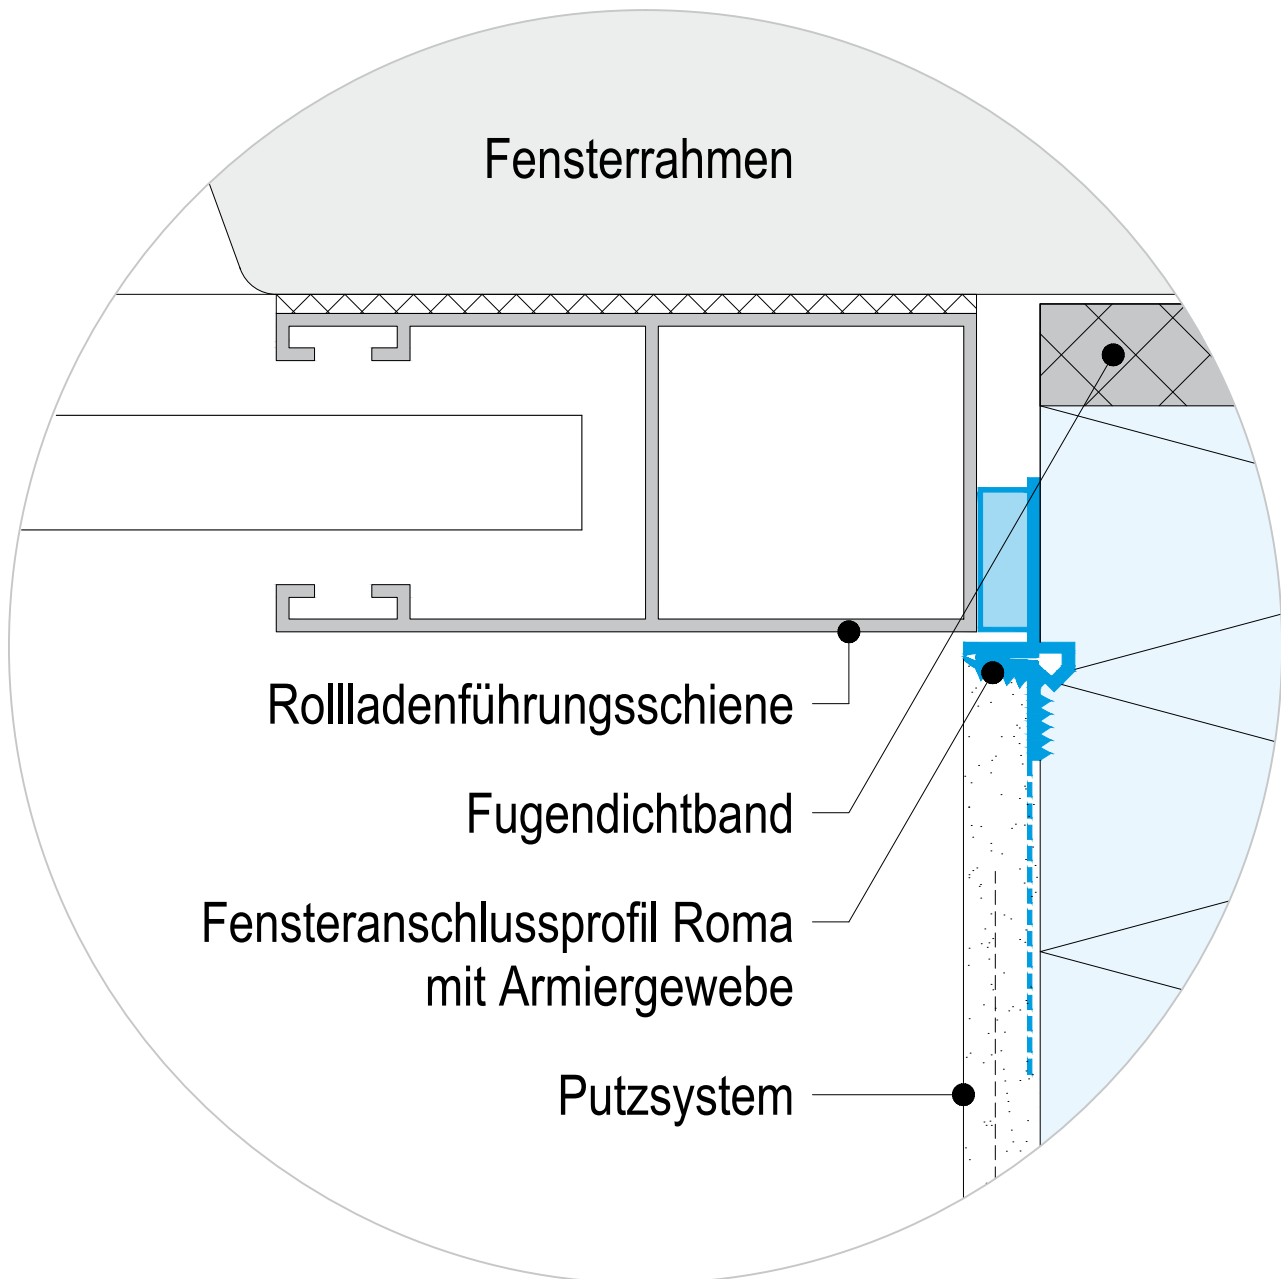 Fensterrahmen
Rollladenführungsschiene
Fugendichtband
Fensteranschlussprofil Roma
mit Armiergewebe
Putzsystem